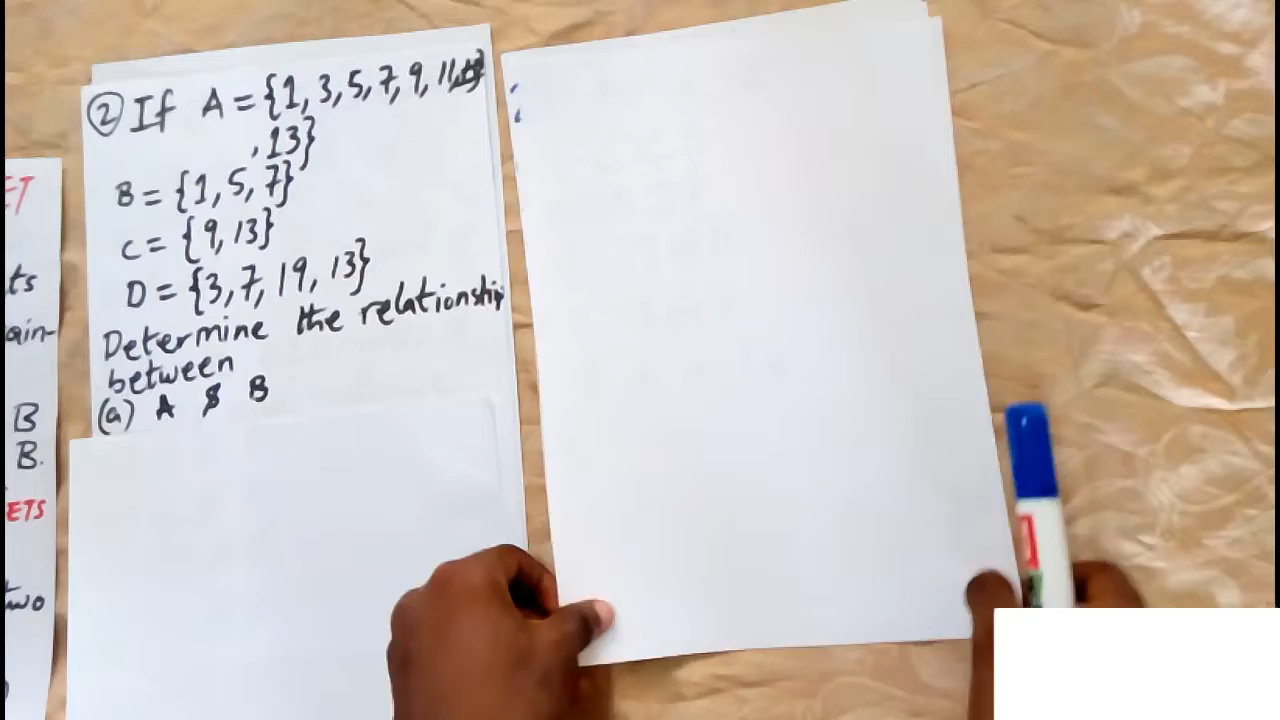 ET
ts
ain-
B
B.
ETS
two
② If A = {1, 3, 5, 7, 9, 11
, 13}
B = {1, 5, 7}
C = {9, 13}
D = {3, 7, 19, 13}
Determine the relationship
between
(a) A & B